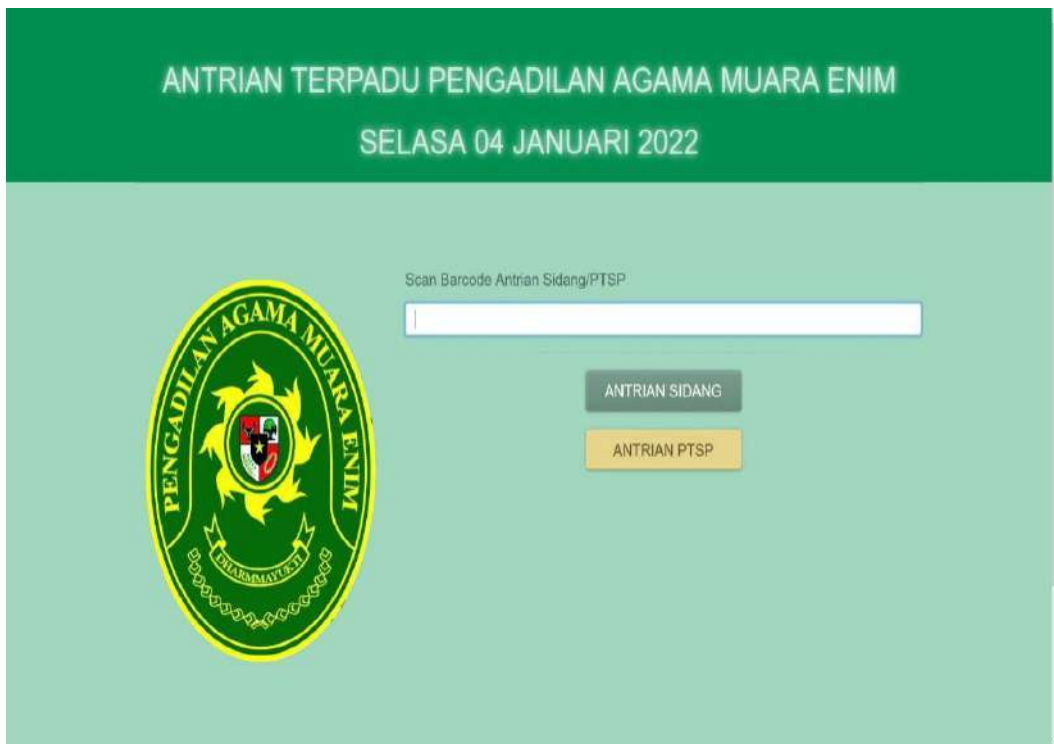 ANTRIAN TERPADU PENGADILAN AGAMA MUARA ENIM
SELASA 04 JANUARI 2022
Scan Barcode Antrian Sidang/PTSP
PENGADILAN AGAMA MUARA ENIM
DHARMMAYUKTI
ANTRIAN SIDANG
ANTRIAN PTSP